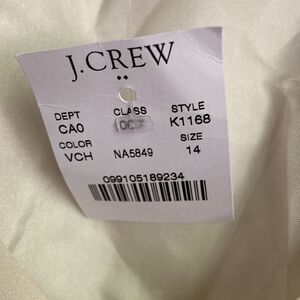 J.CREW
DEPT CLASS STYLE
CA0 K1168
COLOR SIZE
VCH NA5849 14
099105189234